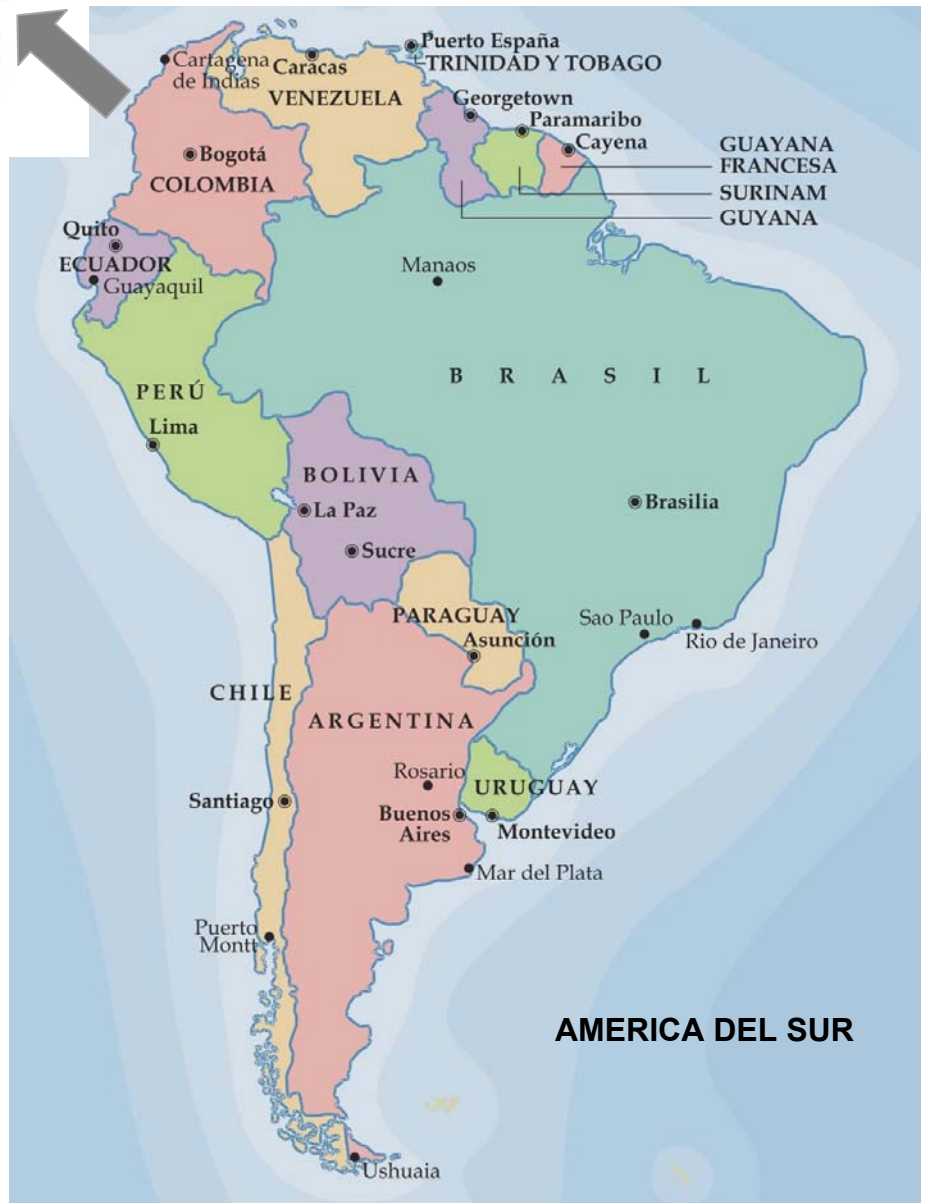 Puerto España
TRINIDAD Y TOBAGO
Cartagena
de Indias
Caracas
VENEZUELA
Georgetown
Paramaribo
Cayena
GUAYANA
FRANCESA
SURINAM
GUYANA
Bogotá
COLOMBIA
Quito
ECUADOR
Guayaquil
Manaos
BRASIL
PERÚ
Lima
BOLIVIA
La Paz
Sucre
Brasilia
PARAGUAY
Asunción
Sao Paulo
Rio de Janeiro
CHILE
ARGENTINA
Rosario
URUGUAY
Santiago
Buenos
Aires
Montevideo
Mar del Plata
Puerto
Montt
AMERICA DEL SUR
Ushuaia